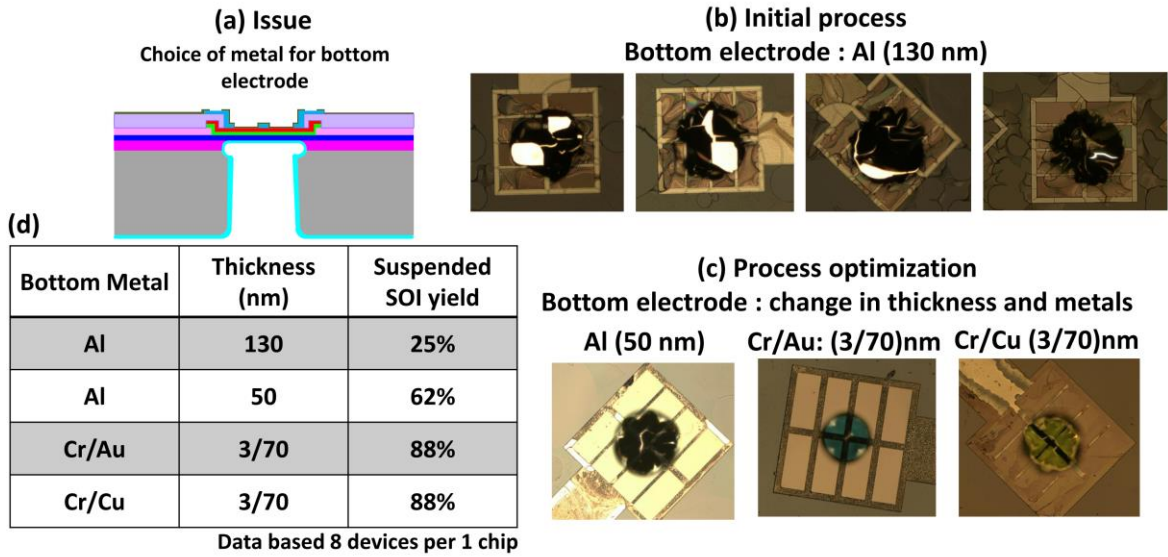 (a) Issue
Choice of metal for bottom
electrode
(b) Initial process
Bottom electrode : Al (130 nm)
(d)
Bottom Metal Thickness (nm) Suspended SOI yield
Al 130 25%
Al 50 62%
Cr/Au 3/70 88%
Cr/Cu 3/70 88%
Data based 8 devices per 1 chip
(c) Process optimization
Bottom electrode : change in thickness and metals
Al (50 nm) Cr/Au: (3/70)nm Cr/Cu (3/70)nm